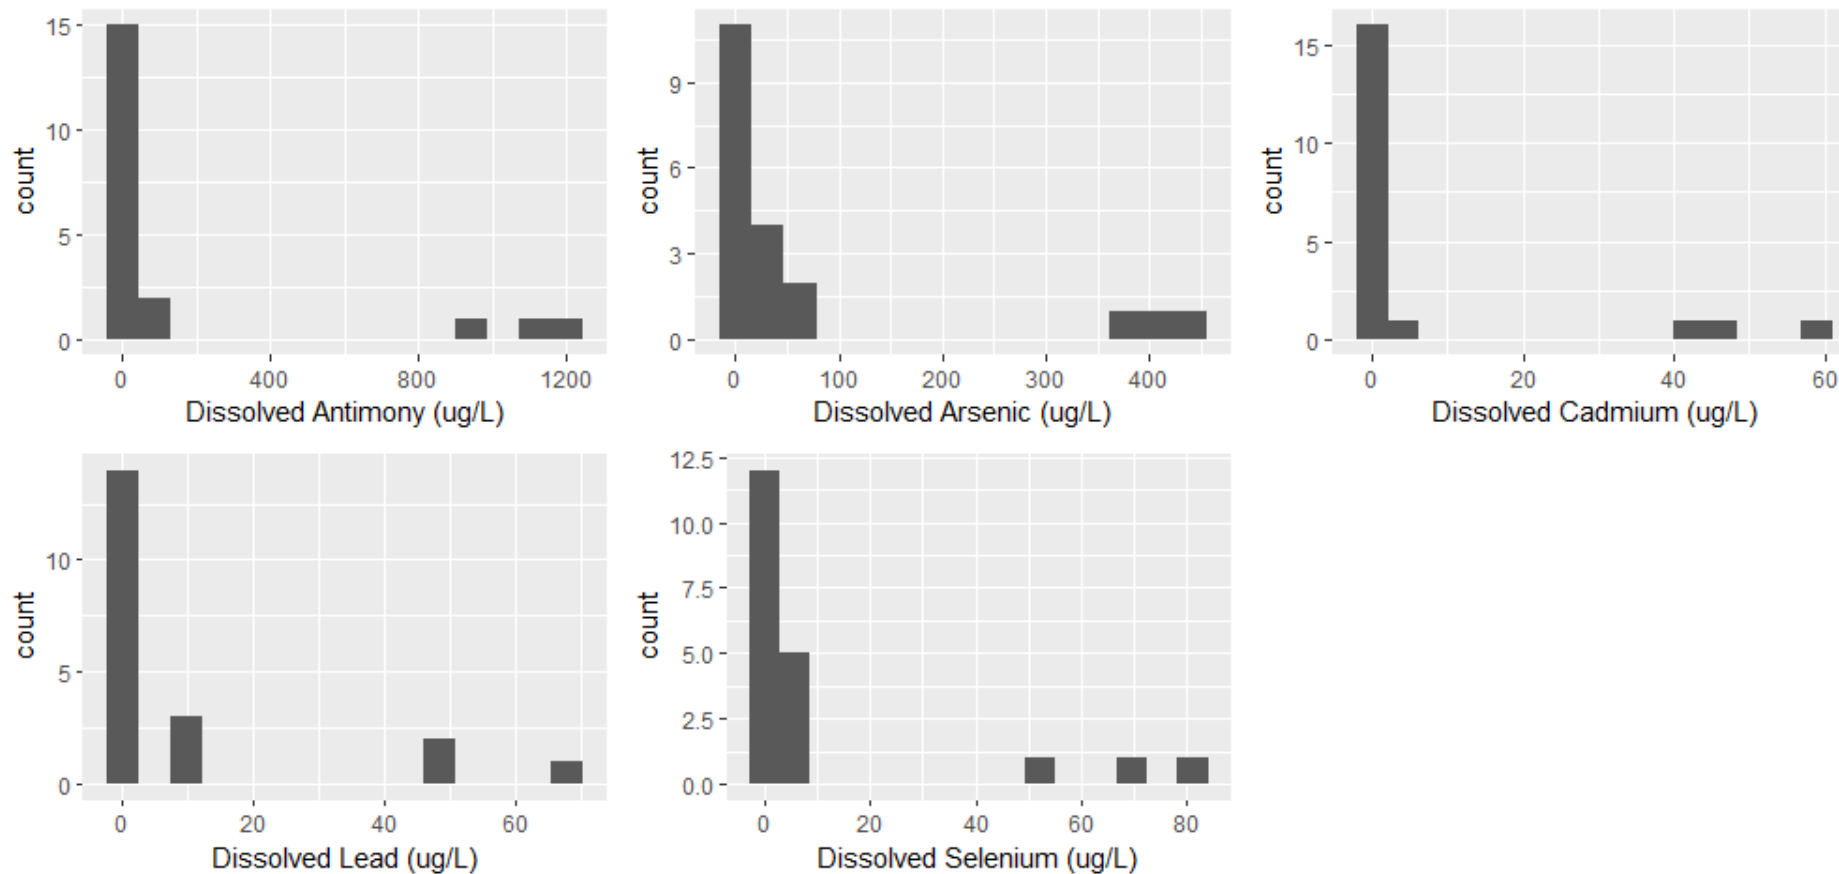 15
10
5
0
count
0 400 800 1200
Dissolved Antimony (ug/L)
9
6
3
0
count
0 100 200 300 400
Dissolved Arsenic (ug/L)
15
10
5
0
count
0 20 40 60
Dissolved Cadmium (ug/L)
10
5
0
count
0 20 40 60
Dissolved Lead (ug/L)
12.5
10.0
7.5
5.0
2.5
0.0
count
0 20 40 60 80
Dissolved Selenium (ug/L)